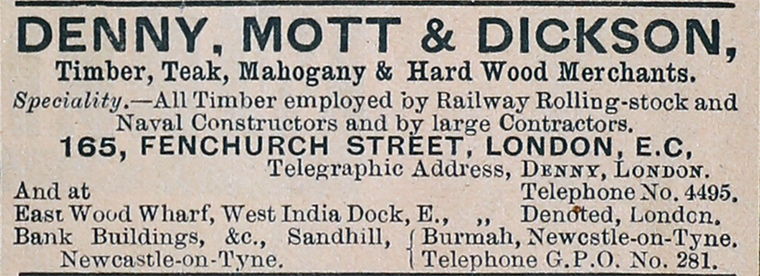 DENNY, MOTT & DICKSON,
Timber, Teak, Mahogany & Hard Wood Merchants.
Speciality.—All Timber employed by Railway Rolling-stock and
Naval Constructors and by large Contractors.
165, FENCHURCH STREET, LONDON, E.C,
Telegraphic Address, DENNY, LONDON.
And at Telephone No. 4495.
East Wood Wharf, West India Dock, E., „ Denoted, London.
Bank Buildings, &c., Sandhill, { Burmah, Newcstle-on-Tyne.
Newcastle-on-Tyne. { Telephone G.P.O. No. 281.